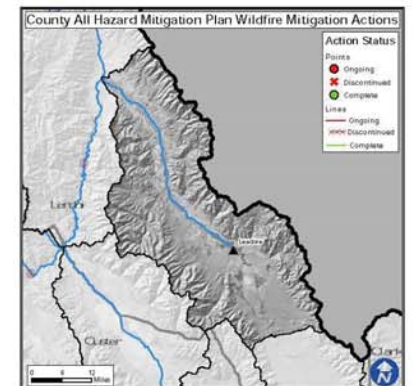 County All Hazard Mitigation Plan Wildfire Mitigation Actions
Action Status
Points
Ongoing
Discontinued
Complete
Lines
Ongoing
Discontinued
Complete
Lemhi
Leadore
Custer
Clark
0 6 12
Miles
N